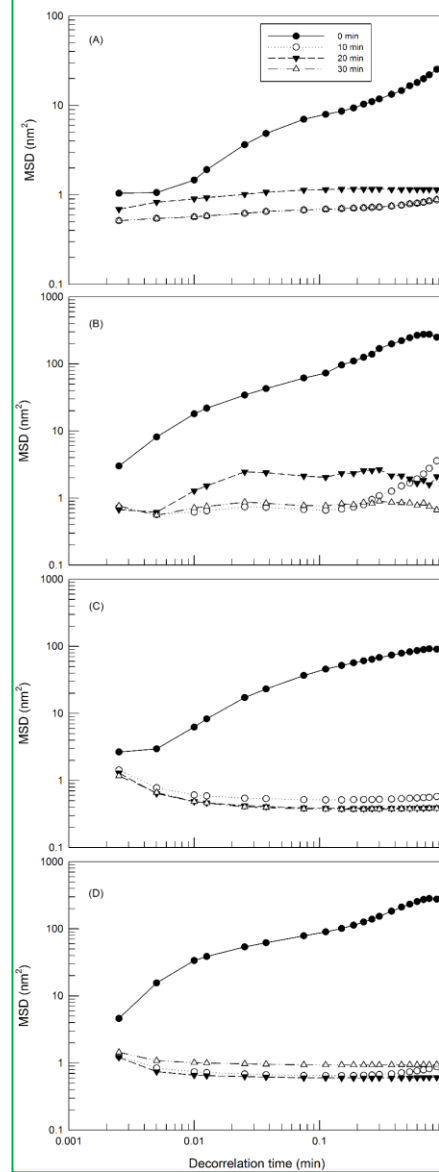 100
(A)
0 min
10 min
20 min
30 min
10
MSD (nm²)
1
0.1
1000
(B)
100
MSD (nm²)
10
1
0.1
1000
(C)
100
MSD (nm²)
10
1
0.1
1000
(D)
100
MSD (nm²)
10
1
0.1
0.001 0.01 0.1
Decorrelation time (min)